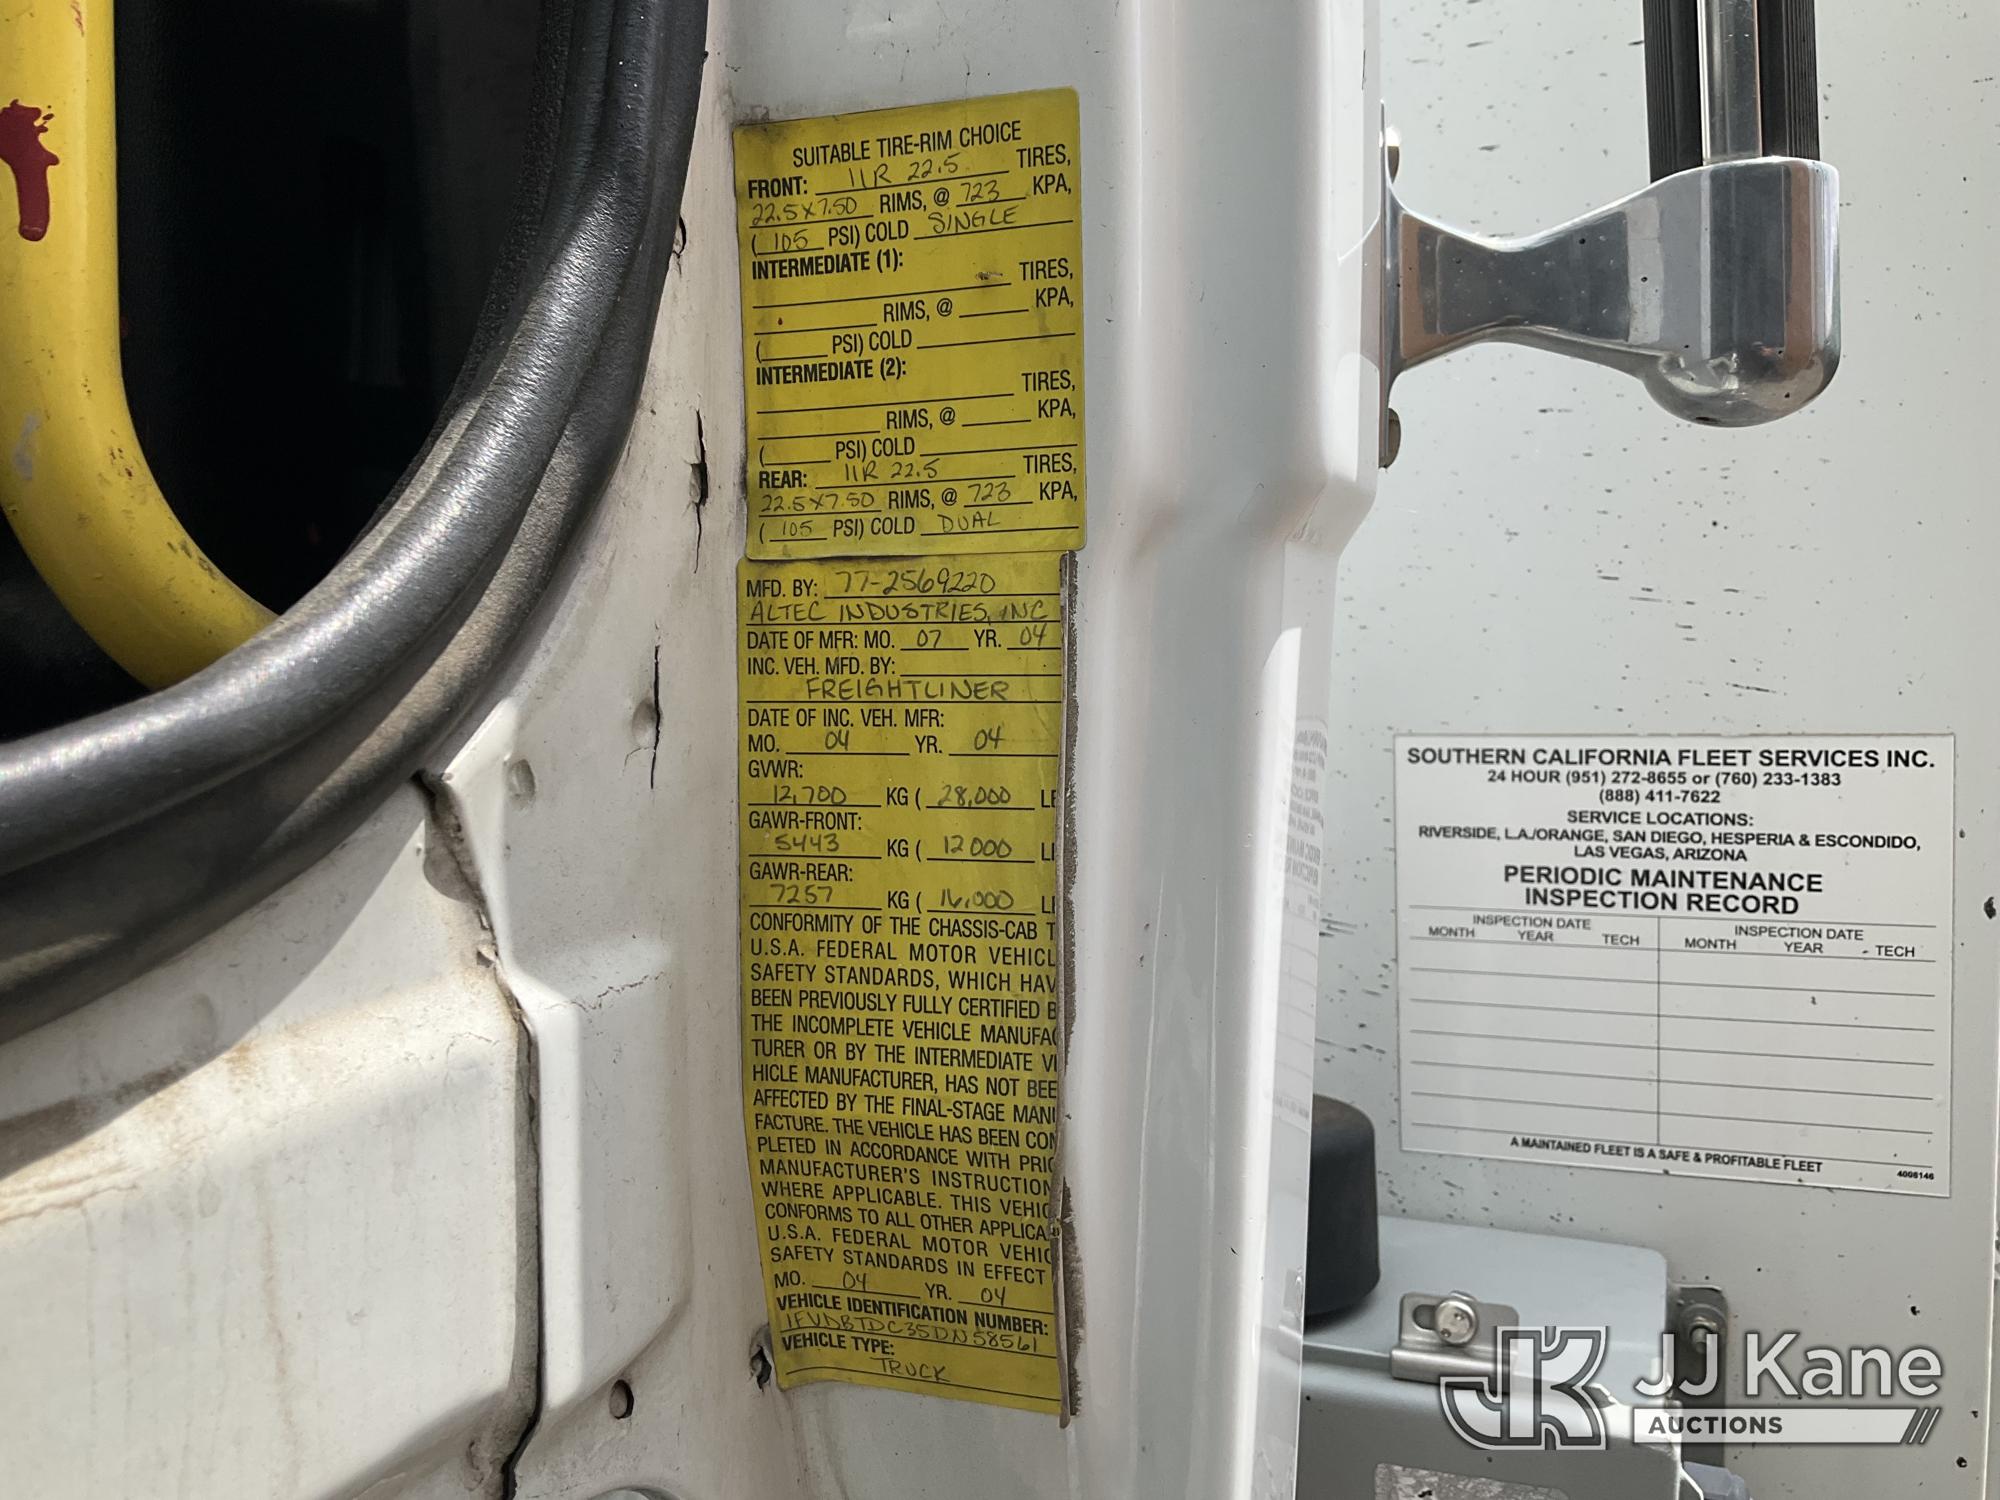 SUITABLE TIRE-RIM CHOICE
FRONT: 11R 22.5 TIRES,
22.5X7.50 RIMS, @ 723 KPA,
( 105 PSI) COLD SINGLE
INTERMEDIATE (1):
TIRES,
RIMS, @ KPA,
( PSI) COLD
INTERMEDIATE (2):
TIRES,
RIMS, @ KPA,
( PSI) COLD
REAR: 11R 22.5 TIRES,
22.5X7.50 RIMS, @ 723 KPA,
( 105 PSI) COLD DUAL
MFD. BY: 77-2569220
ALTEC INDUSTRIES, INC
DATE OF MFR: MO. 07 YR. 04
INC. VEH. MFD. BY:
FREIGHTLINER
DATE OF INC. VEH. MFR:
MO. 04 YR. 04
GVWR:
12,700 KG ( 28,000 L
GAWR-FRONT:
5443 KG ( 12000 L
GAWR-REAR:
7257 KG ( 16,000 L
CONFORMITY OF THE CHASSIS-CAB T
U.S.A. FEDERAL MOTOR VEHICL
SAFETY STANDARDS, WHICH HAV
BEEN PREVIOUSLY FULLY CERTIFIED B
THE INCOMPLETE VEHICLE MANUFAC
TURER OR BY THE INTERMEDIATE V
HICLE MANUFACTURER, HAS NOT BEE
AFFECTED BY THE FINAL-STAGE MANU
FACTURE. THE VEHICLE HAS BEEN COM
PLETED IN ACCORDANCE WITH PRIO
MANUFACTURER'S INSTRUCTION
WHERE APPLICABLE. THIS VEHIC
CONFORMS TO ALL OTHER APPLICA
U.S.A. FEDERAL MOTOR VEHIC
SAFETY STANDARDS IN EFFECT
MO. 04 YR. 04
VEHICLE IDENTIFICATION NUMBER:
1FVDBTDC35DN58561
VEHICLE TYPE:
TRUCK
SOUTHERN CALIFORNIA FLEET SERVICES INC.
24 HOUR (951) 272-8655 or (760) 233-1383
(888) 411-7622
SERVICE LOCATIONS:
RIVERSIDE, L.A./ORANGE, SAN DIEGO, HESPERIA & ESCONDIDO,
LAS VEGAS, ARIZONA
PERIODIC MAINTENANCE
INSPECTION RECORD
INSPECTION DATE INSPECTION DATE
MONTH YEAR TECH MONTH YEAR TECH
A MAINTAINED FLEET IS A SAFE & PROFITABLE FLEET
4006146
JK JJ Kane
AUCTIONS